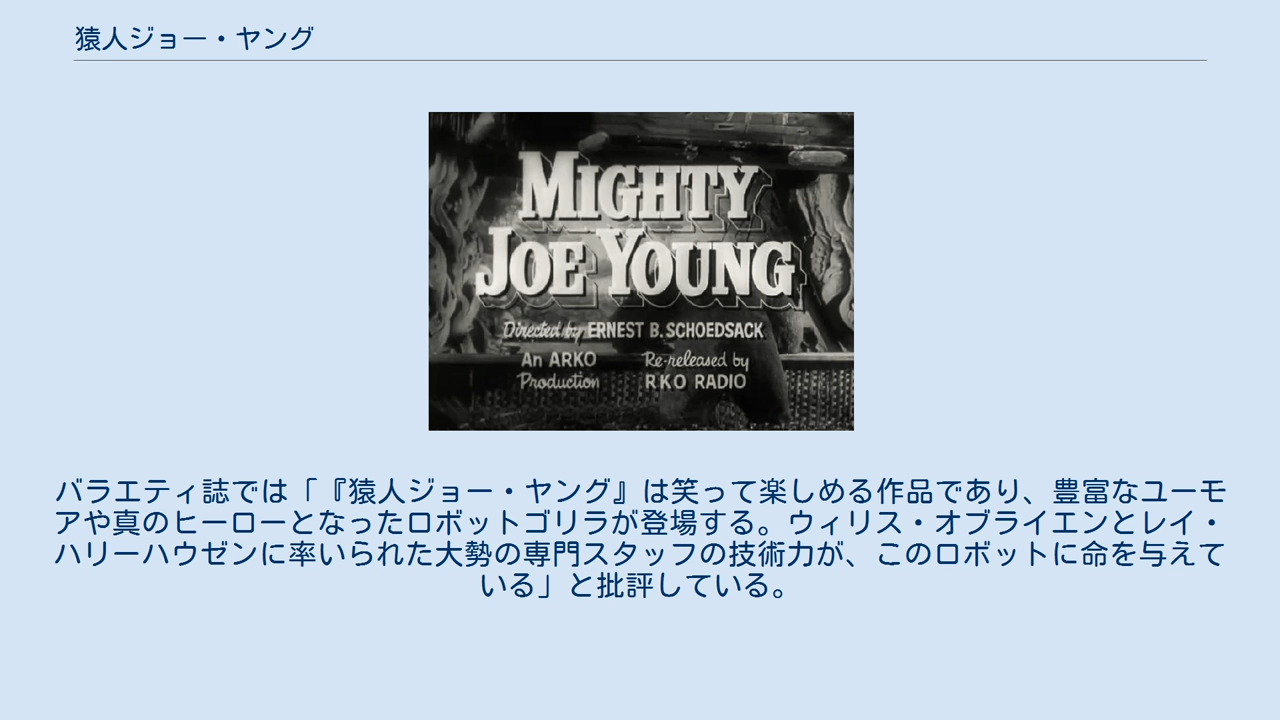 猿人ジョー・ヤング
MIGHTY
JOE YOUNG
Directed by ERNEST B. SCHOEDSACK
An ARKO
Production
Re-released by
RKO RADIO
バラエティ誌では「『猿人ジョー・ヤング』は笑って楽しめる作品であり、豊富なユーモ
アや真のヒーローとなったロボットゴリラが登場する。ウィリス・オブライエンとレイ・
ハリーハウゼンに率いられた大勢の専門スタッフの技術力が、このロボットに命を与えて
いる」と批評している。